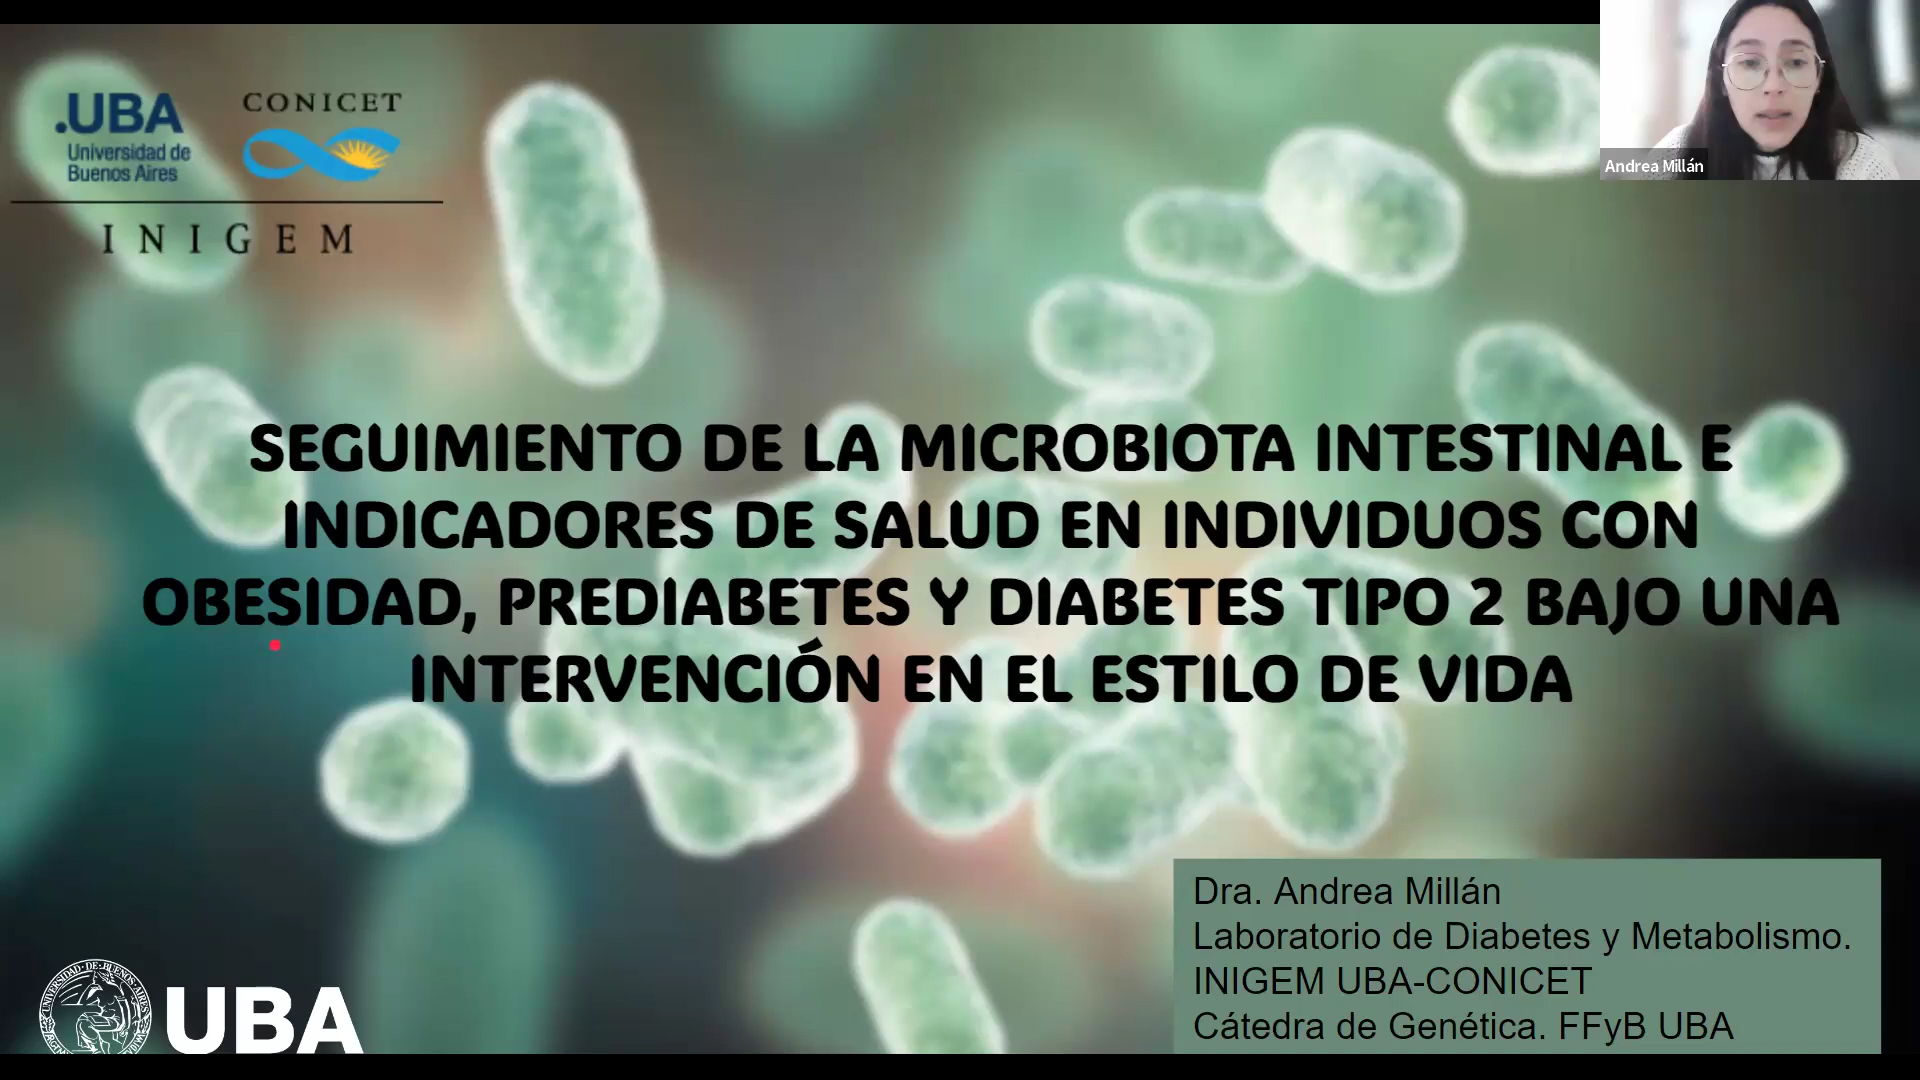 .UBA
Universidad de
Buenos Aires
CONICET
INIGEM
Andrea Millán
SEGUIMIENTO DE LA MICROBIOTA INTESTINAL E
INDICADORES DE SALUD EN INDIVIDUOS CON
OBESIDAD, PREDIABETES Y DIABETES TIPO 2 BAJO UNA
INTERVENCIÓN EN EL ESTILO DE VIDA
Dra. Andrea Millán
Laboratorio de Diabetes y Metabolismo.
INIGEM UBA-CONICET
Cátedra de Genética. FFyB UBA
UBA